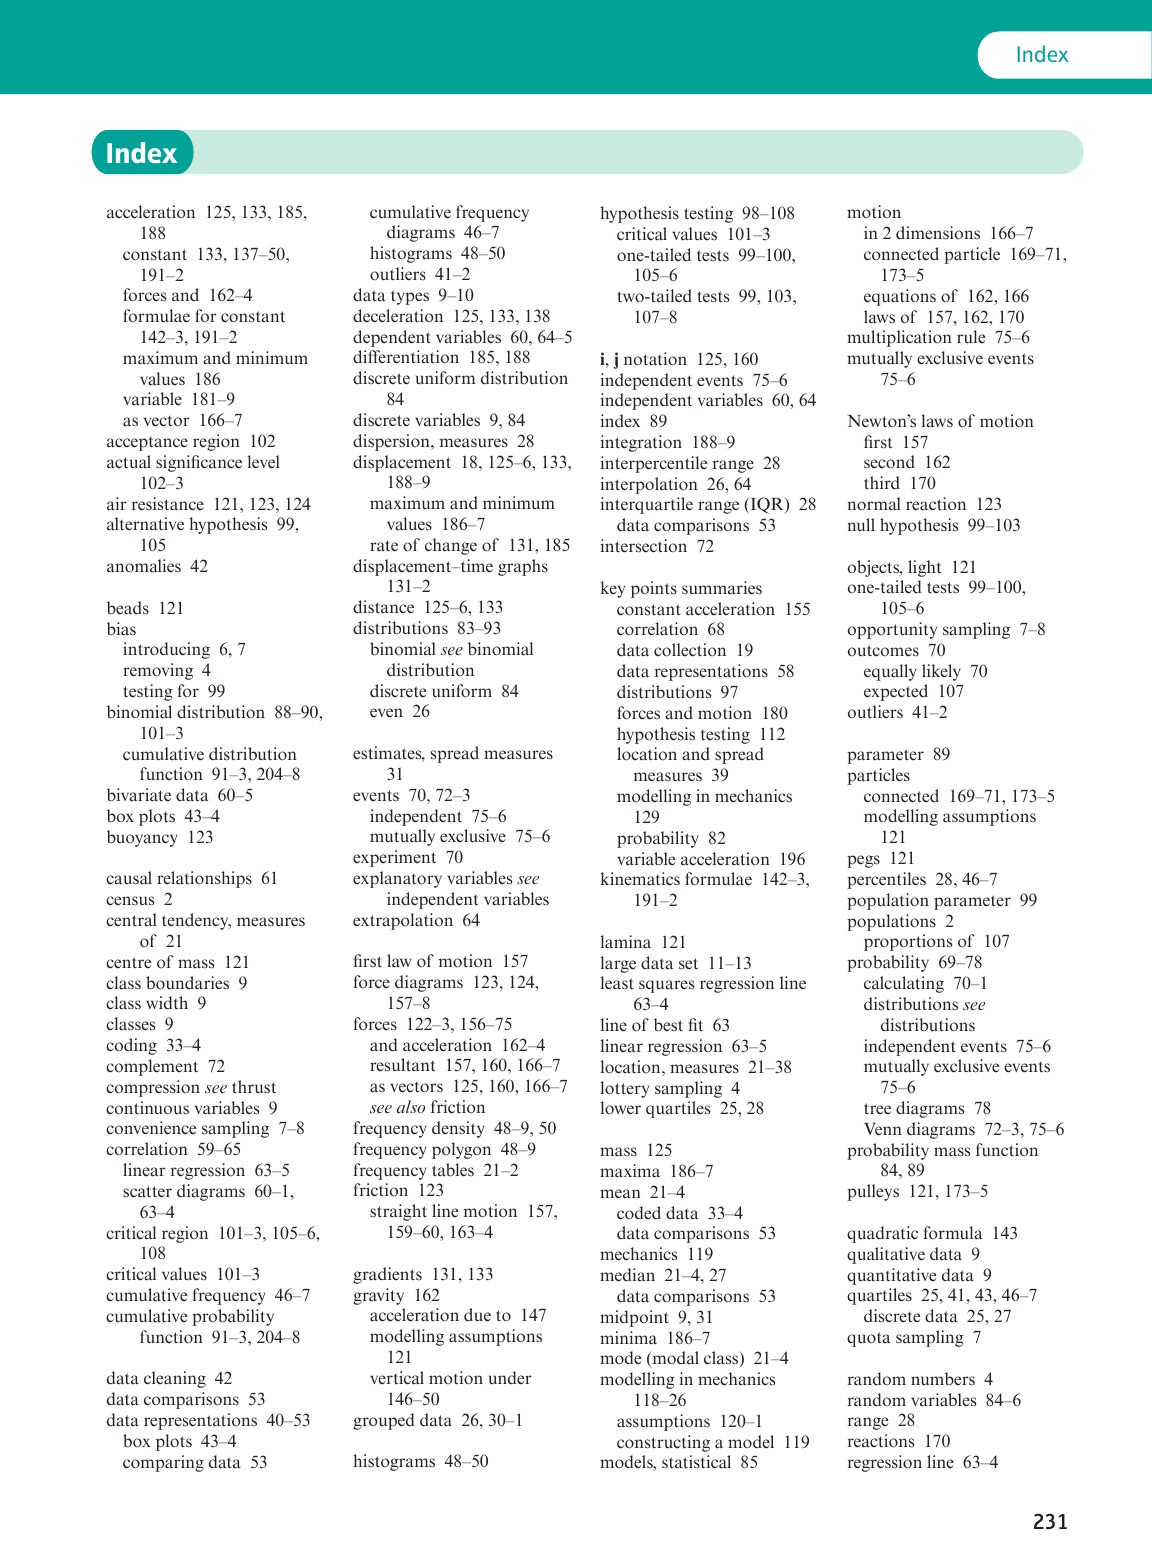 Index
Index
acceleration 125, 133, 185,
188
constant 133, 137–50,
191–2
forces and 162–4
formulae for constant
142–3, 191–2
maximum and minimum
values 186
variable 181–9
as vector 166–7
acceptance region 102
actual significance level
102–3
air resistance 121, 123, 124
alternative hypothesis 99,
105
anomalies 42
beads 121
bias
introducing 6, 7
removing 4
testing for 99
binomial distribution 88–90,
101–3
cumulative distribution
function 91–3, 204–8
bivariate data 60–5
box plots 43–4
buoyancy 123
causal relationships 61
census 2
central tendency, measures
of 21
centre of mass 121
class boundaries 9
class width 9
classes 9
coding 33–4
complement 72
compression see thrust
continuous variables 9
convenience sampling 7–8
correlation 59–65
linear regression 63–5
scatter diagrams 60–1,
63–4
critical region 101–3, 105–6,
108
critical values 101–3
cumulative frequency 46–7
cumulative probability
function 91–3, 204–8
data cleaning 42
data comparisons 53
data representations 40–53
box plots 43–4
comparing data 53
cumulative frequency
diagrams 46–7
histograms 48–50
outliers 41–2
data types 9–10
deceleration 125, 133, 138
dependent variables 60, 64–5
differentiation 185, 188
discrete uniform distribution
84
discrete variables 9, 84
dispersion, measures 28
displacement 18, 125–6, 133,
188–9
maximum and minimum
values 186–7
rate of change of 131, 185
displacement–time graphs
131–2
distance 125–6, 133
distributions 83–93
binomial see binomial
distribution
discrete uniform 84
even 26
estimates, spread measures
31
events 70, 72–3
independent 75–6
mutually exclusive 75–6
experiment 70
explanatory variables see
independent variables
extrapolation 64
first law of motion 157
force diagrams 123, 124,
157–8
forces 122–3, 156–75
and acceleration 162–4
resultant 157, 160, 166–7
as vectors 125, 160, 166–7
see also friction
frequency density 48–9, 50
frequency polygon 48–9
frequency tables 21–2
friction 123
straight line motion 157,
159–60, 163–4
gradients 131, 133
gravity 162
acceleration due to 147
modelling assumptions
121
vertical motion under
146–50
grouped data 26, 30–1
histograms 48–50
hypothesis testing 98–108
critical values 101–3
one-tailed tests 99–100,
105–6
two-tailed tests 99, 103,
107–8
i, j notation 125, 160
independent events 75–6
independent variables 60, 64
index 89
integration 188–9
interpercentile range 28
interpolation 26, 64
interquartile range (IQR) 28
data comparisons 53
intersection 72
key points summaries
constant acceleration 155
correlation 68
data collection 19
data representations 58
distributions 97
forces and motion 180
hypothesis testing 112
location and spread
measures 39
modelling in mechanics
129
probability 82
variable acceleration 196
kinematics formulae 142–3,
191–2
lamina 121
large data set 11–13
least squares regression line
63–4
line of best fit 63
linear regression 63–5
location, measures 21–38
lottery sampling 4
lower quartiles 25, 28
mass 125
maxima 186–7
mean 21–4
coded data 33–4
data comparisons 53
mechanics 119
median 21–4, 27
data comparisons 53
midpoint 9, 31
minima 186–7
mode (modal class) 21–4
modelling in mechanics
118–26
assumptions 120–1
constructing a model 119
models, statistical 85
motion
in 2 dimensions 166–7
connected particle 169–71,
173–5
equations of 162, 166
laws of 157, 162, 170
multiplication rule 75–6
mutually exclusive events
75–6
Newton's laws of motion
first 157
second 162
third 170
normal reaction 123
null hypothesis 99–103
objects, light 121
one-tailed tests 99–100,
105–6
opportunity sampling 7–8
outcomes 70
equally likely 70
expected 107
outliers 41–2
parameter 89
particles
connected 169–71, 173–5
modelling assumptions
121
pegs 121
percentiles 28, 46–7
population parameter 99
populations 2
proportions of 107
probability 69–78
calculating 70–1
distributions see
distributions
independent events 75–6
mutually exclusive events
75–6
tree diagrams 78
Venn diagrams 72–3, 75–6
probability mass function
84, 89
pulleys 121, 173–5
quadratic formula 143
qualitative data 9
quantitative data 9
quartiles 25, 41, 43, 46–7
discrete data 25, 27
quota sampling 7
random numbers 4
random variables 84–6
range 28
reactions 170
regression line 63–4
231